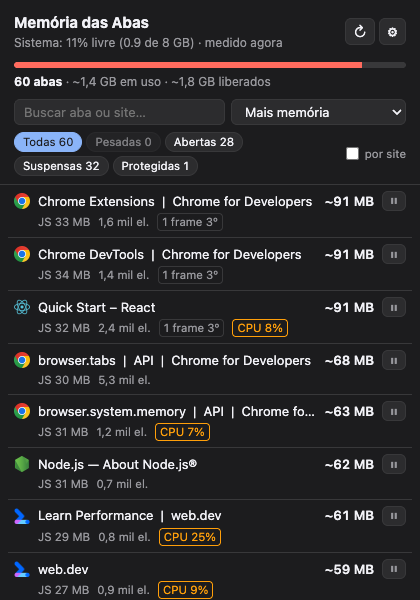 Memória das Abas
Sistema: 11% livre (0.9 de 8 GB) · medido agora
60 abas · ~1,4 GB em uso · ~1,8 GB liberados
Buscar aba ou site...
Mais memória
Todas 60
Pesadas 0
Abertas 28
Suspensas 32
Protegidas 1
por site
Chrome Extensions | Chrome for Developers ~91 MB
JS 33 MB 1,6 mil el. 1 frame 3°
Chrome DevTools | Chrome for Developers ~91 MB
JS 34 MB 1,4 mil el. 1 frame 3°
Quick Start – React ~91 MB
JS 32 MB 2,4 mil el. 1 frame 3° CPU 8%
browser.tabs | API | Chrome for Developers ~68 MB
JS 30 MB 5,3 mil el.
browser.system.memory | API | Chrome fo... ~63 MB
JS 31 MB 1,2 mil el. CPU 7%
Node.js — About Node.js® ~62 MB
JS 31 MB 0,7 mil el.
Learn Performance | web.dev ~61 MB
JS 29 MB 0,8 mil el. CPU 25%
web.dev ~59 MB
JS 27 MB 0,9 mil el. CPU 9%